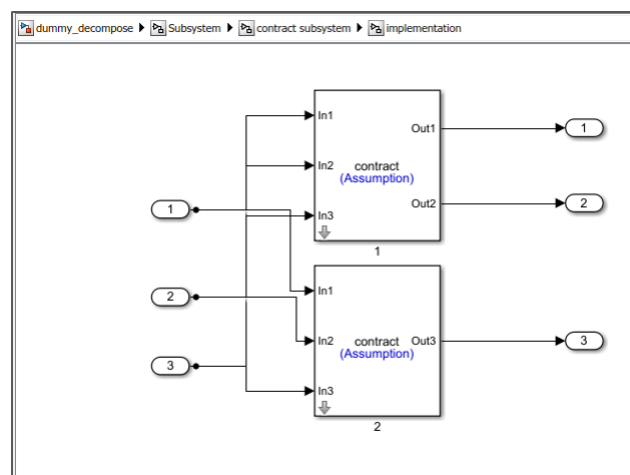 dummy_decompose Subsystem contract subsystem implementation
In1
Out1
In2
contract
(Assumption)
Out2
In3
1
1
2
1
In1
2
In2
contract
(Assumption)
Out3
3
3
In3
2